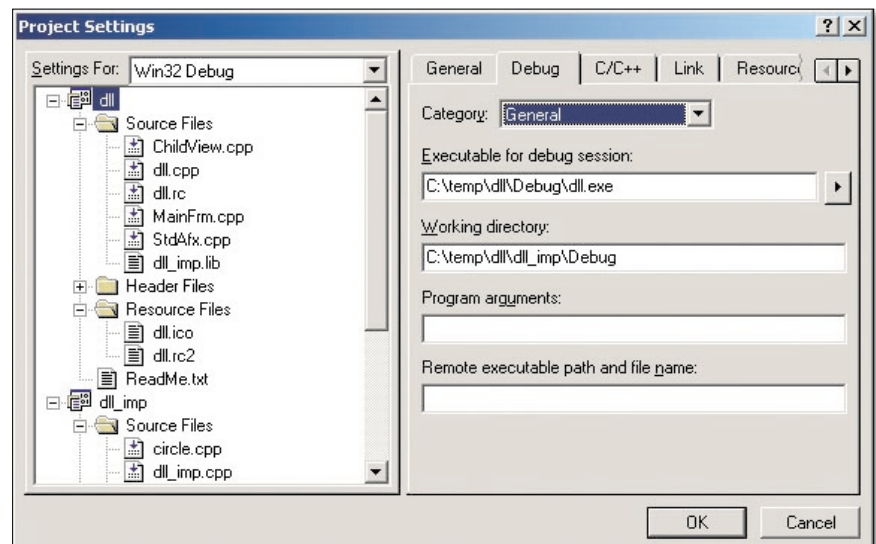 Project Settings
Settings For: Win32 Debug
dll
Source Files
ChildView.cpp
dll.cpp
dll.rc
MainFrm.cpp
StdAfx.cpp
dll_imp.lib
Header Files
Resource Files
dll.ico
dll.rc2
ReadMe.txt
dll_imp
Source Files
circle.cpp
dll_imp.cpp
General Debug C/C++ Link Resourc
Category: General
Executable for debug session:
C:\temp\dll\Debug\dll.exe
Working directory:
C:\temp\dll\dll_imp\Debug
Program arguments:
Remote executable path and file name:
OK Cancel